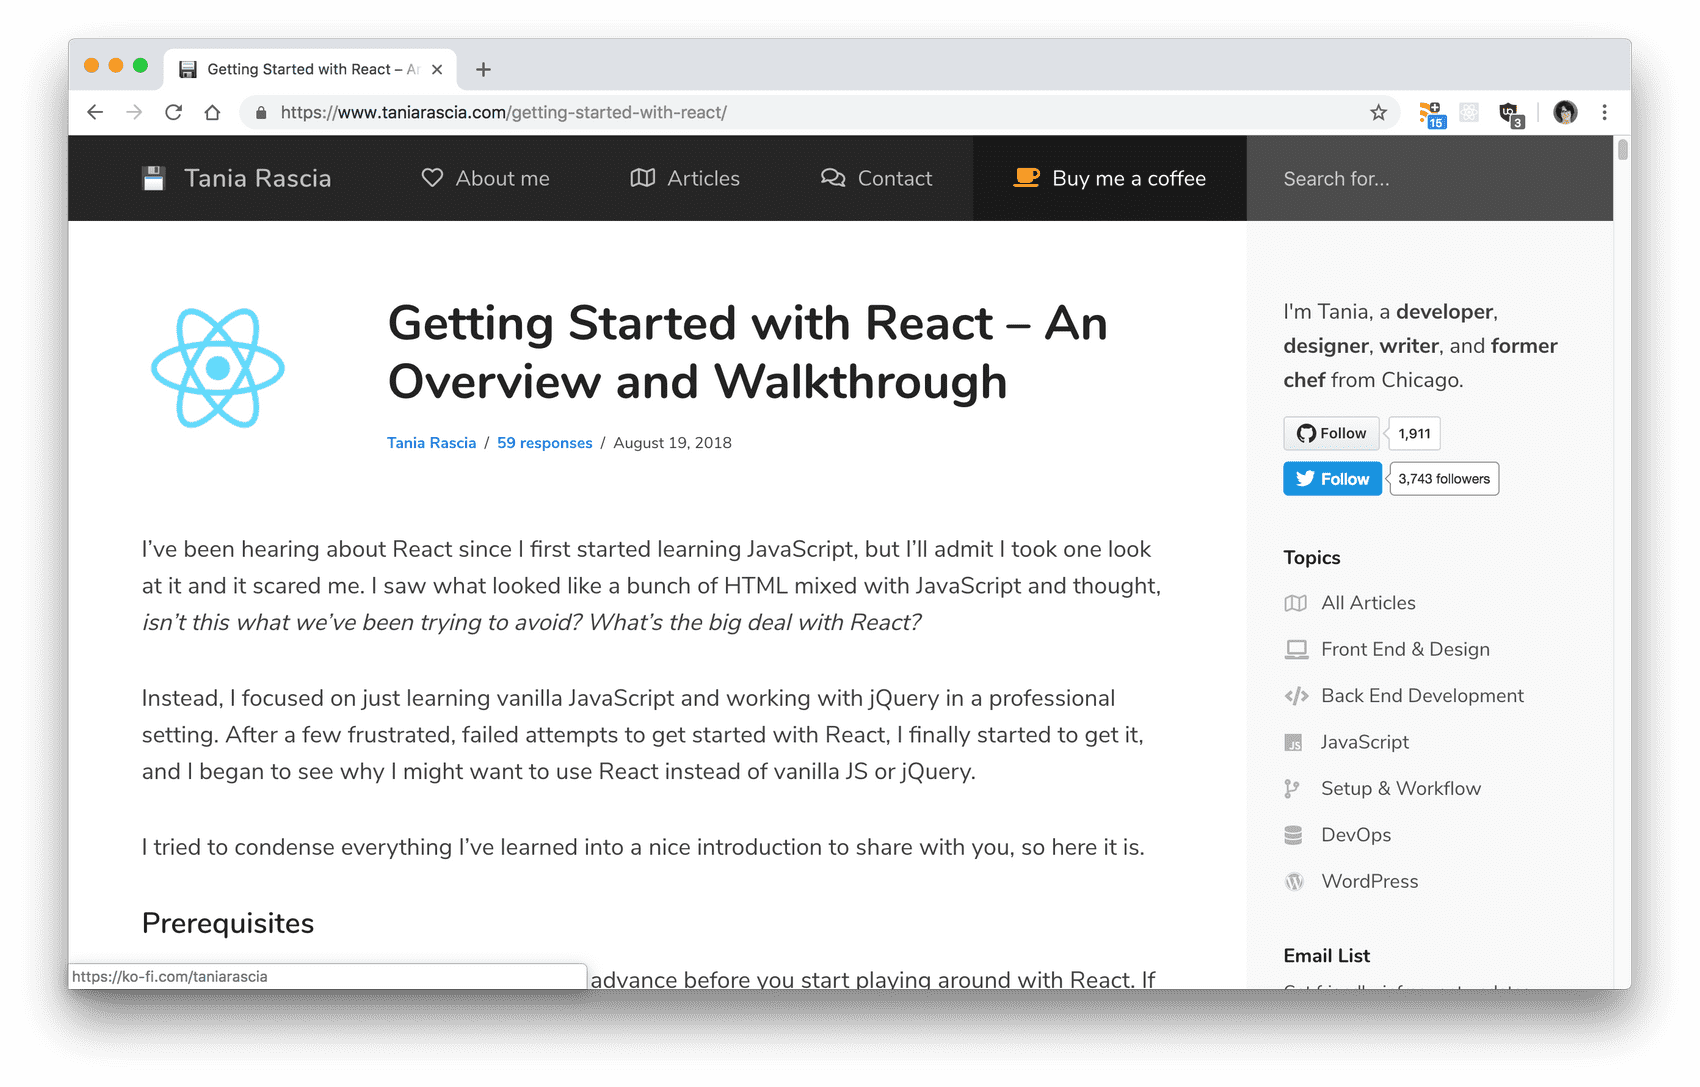 Getting Started with React – Ar
https://www.taniarascia.com/getting-started-with-react/
15
3
Tania Rascia
About me
Articles
Contact
Buy me a coffee
Search for...
Getting Started with React – An
Overview and Walkthrough
Tania Rascia / 59 responses / August 19, 2018
I’ve been hearing about React since I first started learning JavaScript, but I’ll admit I took one look
at it and it scared me. I saw what looked like a bunch of HTML mixed with JavaScript and thought,
isn’t this what we’ve been trying to avoid? What’s the big deal with React?
Instead, I focused on just learning vanilla JavaScript and working with jQuery in a professional
setting. After a few frustrated, failed attempts to get started with React, I finally started to get it,
and I began to see why I might want to use React instead of vanilla JS or jQuery.
I tried to condense everything I’ve learned into a nice introduction to share with you, so here it is.
Prerequisites
advance before you start playing around with React. If
https://ko-fi.com/taniarascia
I'm Tania, a developer,
designer, writer, and former
chef from Chicago.
Follow 1,911
Follow 3,743 followers
Topics
All Articles
Front End & Design
Back End Development
JS JavaScript
Setup & Workflow
DevOps
WordPress
Email List